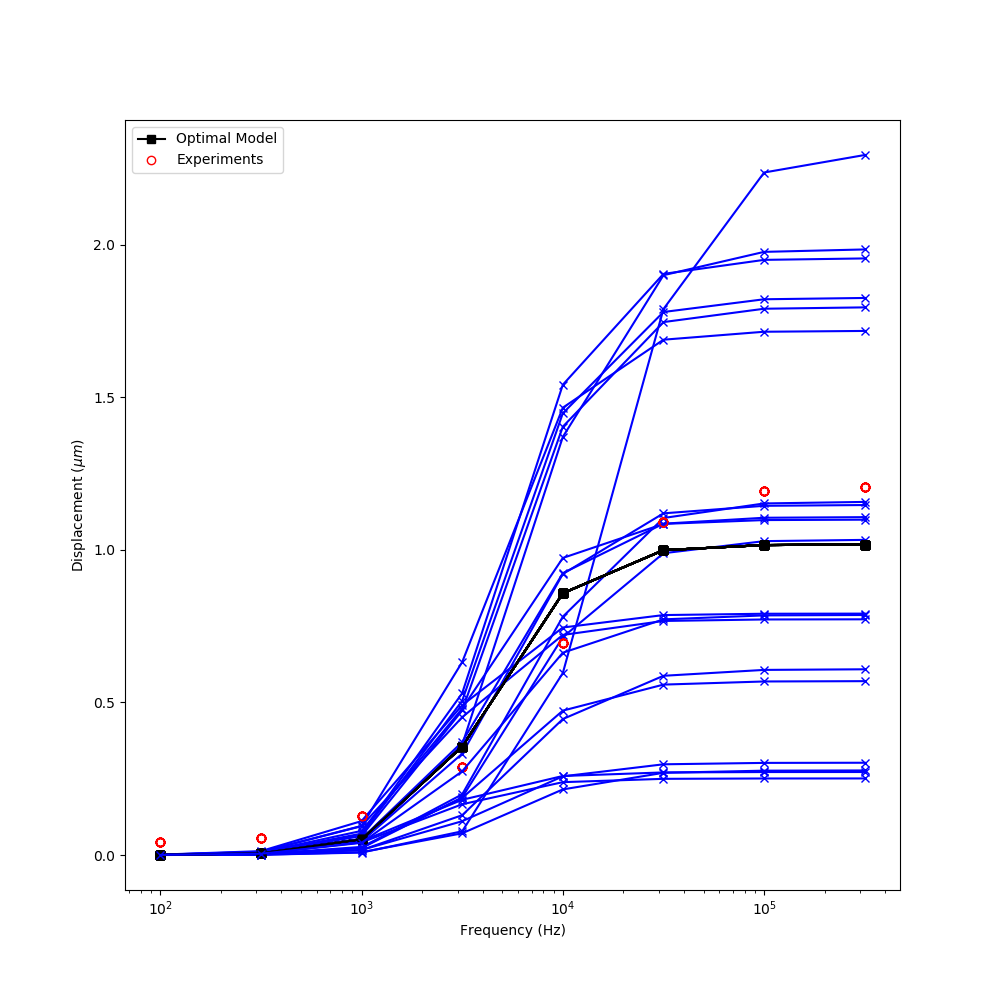 Optimal Model
Experiments
2.0
1.5
1.0
0.5
0.0
Displacement (μm)
10²
10³
10⁴
10⁵
Frequency (Hz)